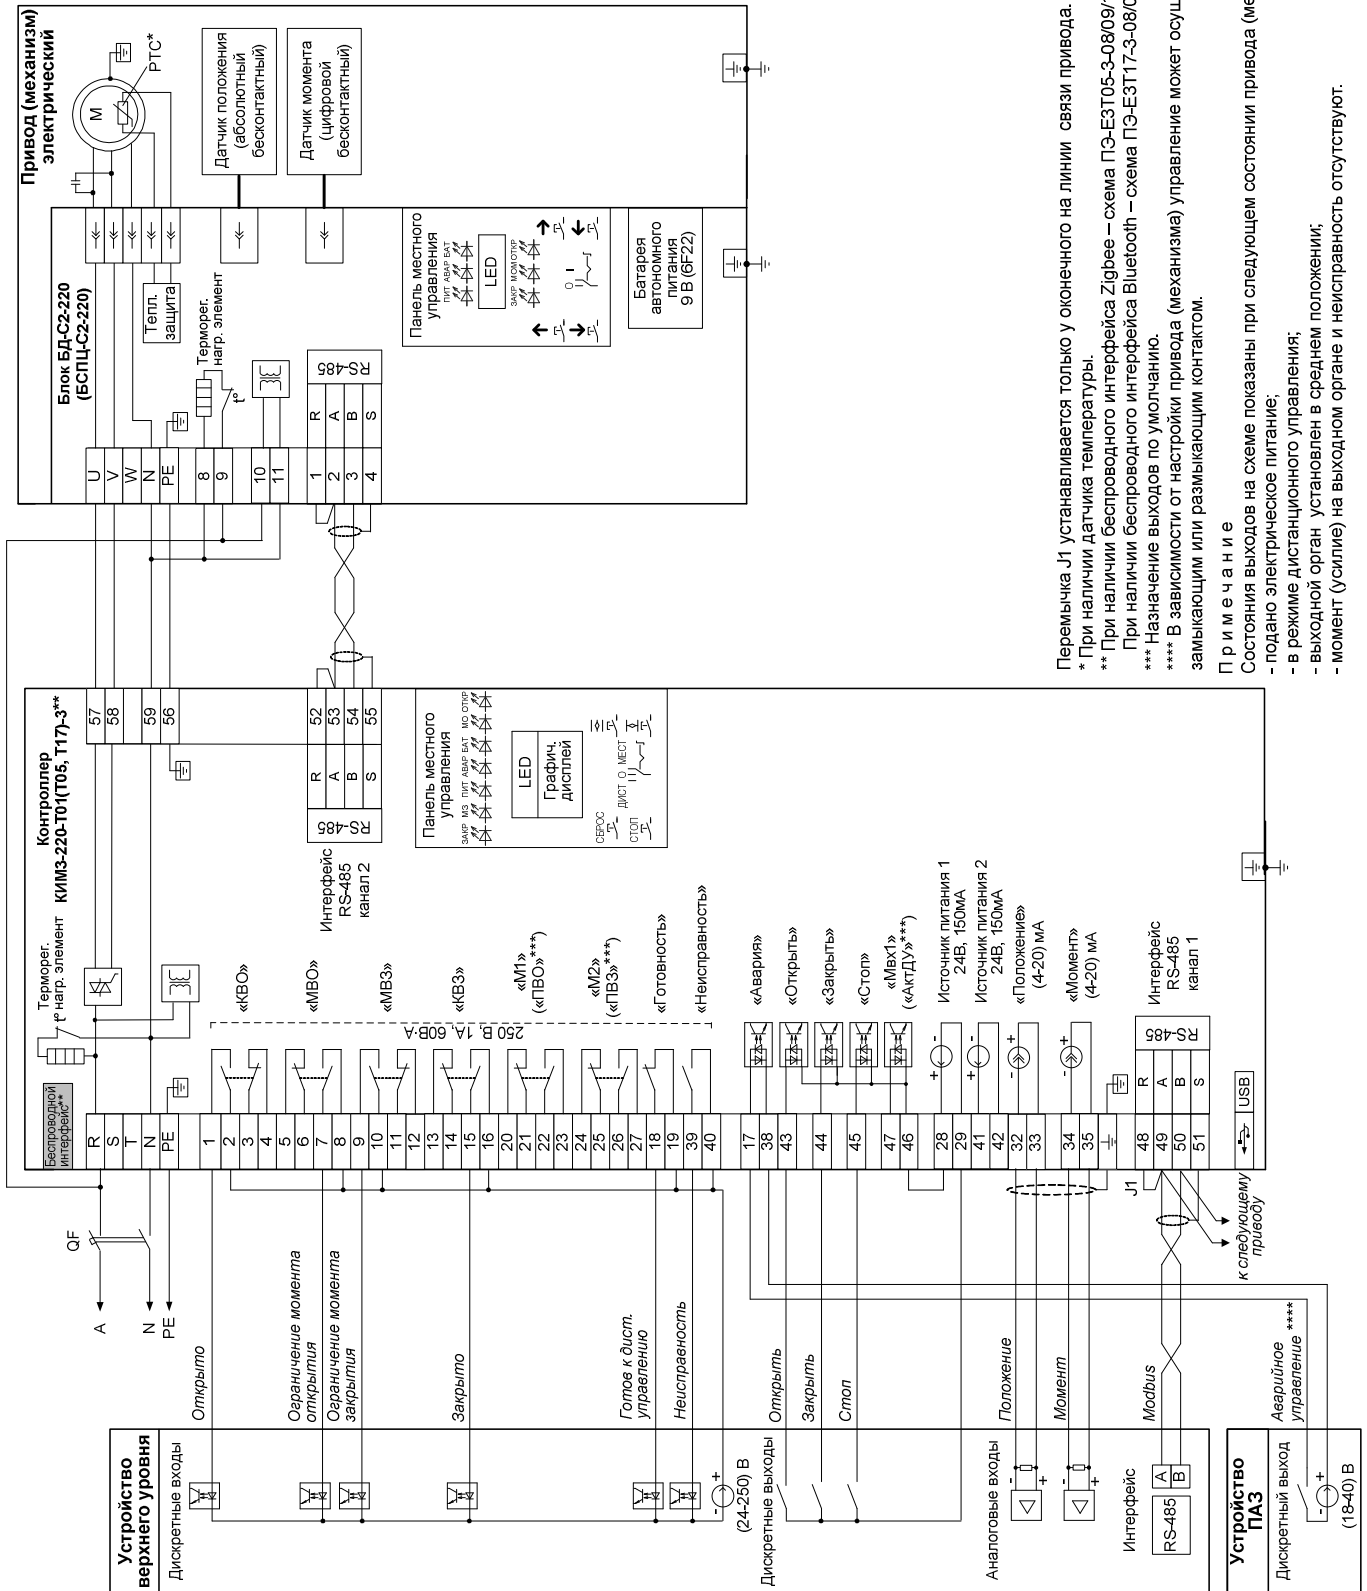 Привод (механизм)
электрический
M
PTC*
Датчик положения
(абсолютный
бесконтактный)
Датчик момента
(цифровой
бесконтактный)
Блок БД-С2-220
(БСПЦ-С2-220)
Тепл.
защита
Терморег.
нагр. элемент
t°
U
V
W
N
PE
8
9
10
11
1
2
3
4
R
A
B
S
RS-485
Панель местного
управления
ПИТ АВАР БАТ
LED
ЗАКР МОМ ОТКР
O
Батарея
автономного
питания
9 В (6F22)
Контроллер
КИМ3-220-Т01(Т05, Т17)-3**
Терморег.
t° нагр. элемент
57
58
59
56
52
53
54
55
R
A
B
S
RS-485
Интерфейс
RS-485
канал 2
Панель местного
управления
ЗАКР МЗ ПИТ АВАР БАТ МО ОТКР
LED
Графич.
дисплей
СБРОС
СТОП
ДИСТ О МЕСТ
Беспроводной
интерфейс**
R
S
T
N
PE
1
2
3
4
5
6
7
8
9
10
11
12
13
14
15
16
20
21
22
23
24
25
26
27
18
19
39
40
17
38
43
44
45
47
46
28
29
41
42
32
33
34
35
48
49
50
51
«КВО»
«МВО»
«МВЗ»
«КВЗ»
«М1»
(«ПВО»***)
«М2»
(«ПВЗ»***)
«Готовность»
«Неисправность»
250 В, 1А, 60В·А
«Авария»
«Открыть»
«Закрыть»
«Стоп»
«Мвх1»
(«АктДУ»***)
Источник питания 1
24В, 150мА
Источник питания 2
24В, 150мА
«Положение»
(4-20) мА
«Момент»
(4-20) мА
- +
+ -
- +
- +
Интерфейс
RS-485
канал 1
R
A
B
S
RS-485
USB
J1
к следующему
приводу
QF
A
N
PE
Открыто
Ограничение момента
открытия
Ограничение момента
закрытия
Закрыто
Готов к дист.
управлению
Неисправность
Открыть
Закрыть
Стоп
Положение
Момент
Modbus
Аварийное
управление ****
Устройство
верхнего уровня
Дискретные входы
- +
(24-250) В
Дискретные выходы
Аналоговые входы
- +
- +
Интерфейс
RS-485
A
B
Устройство
ПАЗ
Дискретный выход
- +
(18-40) В
Перемычка J1 устанавливается только у оконечного на линии связи привода.
* При наличии датчика температуры.
** При наличии беспроводного интерфейса Zigbee – схема ПЭ-Е3Т05-3-08/09/
При наличии беспроводного интерфейса Bluetooth – схема ПЭ-Е3Т17-3-08/0
*** Назначение выходов по умолчанию.
**** В зависимости от настройки привода (механизма) управление может осущ
замыкающим или размыкающим контактом.
П р и м е ч а н и е
Состояния выходов на схеме показаны при следующем состоянии привода (ме
- подано электрическое питание;
- в режиме дистанционного управления;
- выходной орган установлен в среднем положении;
- момент (усилие) на выходном органе и неисправность отсутствуют.